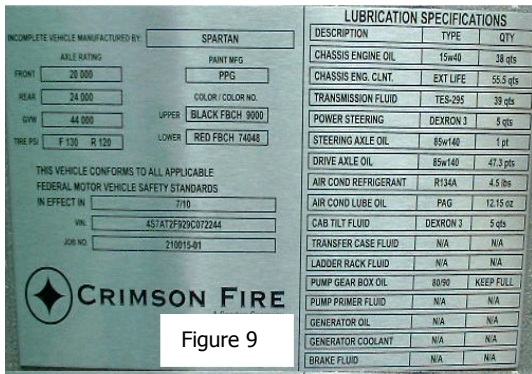 INCOMPLETE VEHICLE MANUFACTURED BY: SPARTAN
AXLE RATING
FRONT 20 000
REAR 24 000
GVW 44 000
TIRE PSI F 130 R 120
PAINT MFG
PPG
COLOR / COLOR NO.
UPPER BLACK FBCH 9000
LOWER RED FBCH 74048
THIS VEHICLE CONFORMS TO ALL APPLICABLE
FEDERAL MOTOR VEHICLE SAFETY STANDARDS
IN EFFECT IN 7/10
VIN. 4S7AT2F929C072244
JOB NO. 210015-01
CRIMSON FIRE
Figure 9
LUBRICATION SPECIFICATIONS
DESCRIPTION TYPE QTY
CHASSIS ENGINE OIL 15w40 38 qts
CHASSIS ENG. CLNT. EXT LIFE 55.5 qts
TRANSMISSION FLUID TES-295 39 qts
POWER STEERING DEXRON 3 5 qts
STEERING AXLE OIL 85w140 1 pt
DRIVE AXLE OIL 85w140 47.3 pts
AIR COND REFRIGERANT R134A 4.5 lbs
AIR COND LUBE OIL PAG 12.15 oz
CAB TILT FLUID DEXRON 3 5 qts
TRANSFER CASE FLUID N/A N/A
LADDER RACK FLUID N/A N/A
PUMP GEAR BOX OIL 80/90 KEEP FULL
PUMP PRIMER FLUID N/A N/A
GENERATOR OIL N/A N/A
GENERATOR COOLANT N/A N/A
BRAKE FLUID N/A N/A